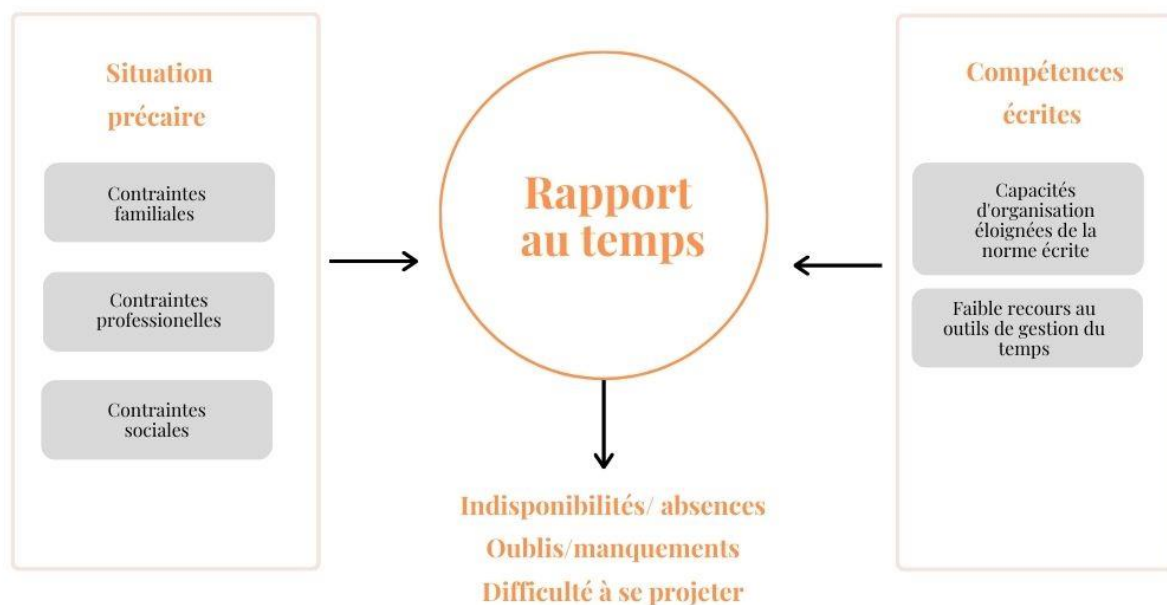 Situation
précaire
Contraintes
familiales
Contraintes
professionelles
Contraintes
sociales
Rapport
au temps
Indisponibilités/ absences
Oublis/manquements
Difficulté à se projeter
Compétences
écrites
Capacités
d'organisation
éloignées de la
norme écrite
Faible recours au
outils de gestion du
temps